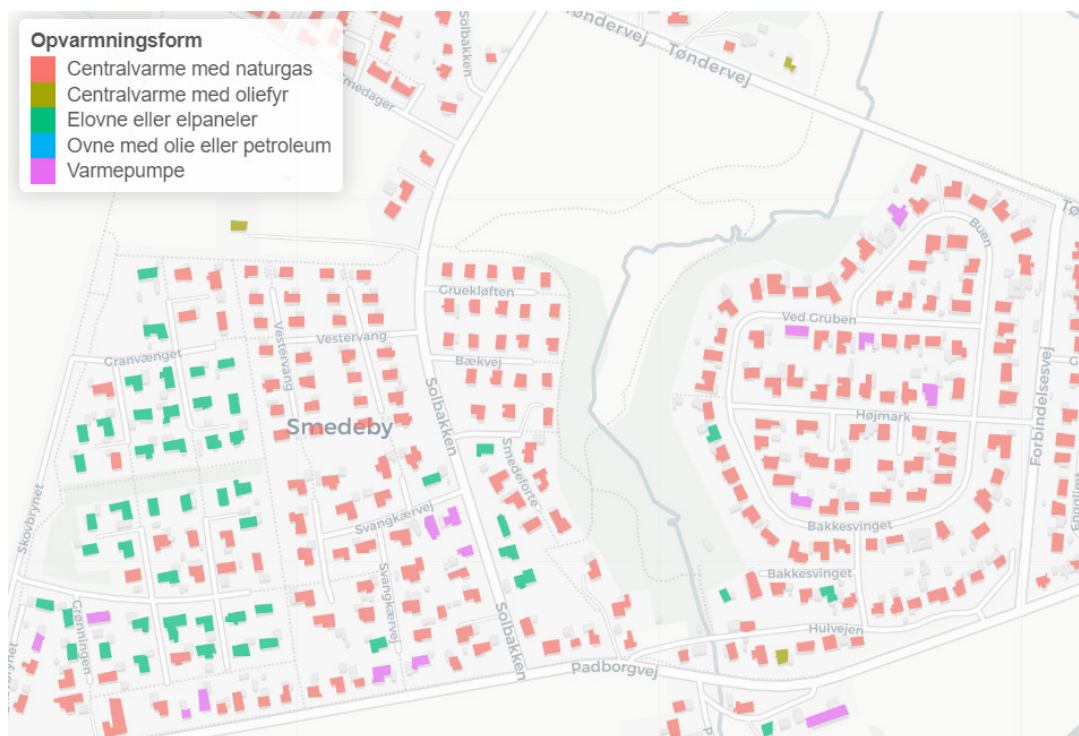 Opvarmningsform
Centralvarme med naturgas
Centralvarme med oliefyr
Elovne eller elpaneler
Ovne med olie eller petroleum
Varmepumpe
Solbakken
Smedager
Tøndervej
Tøndervej
Buen
Gruekløften
Ved Gruben
Vestervang
Vestervang
Granvænget
Bækvej
Solbakken
Højmark
Forbindelsesvej
Smedeby
Smedeforte
Skovbrynet
Svangkærvej
Bakkesvinget
Svangkærvej
Bakkesvinget
Grønningen
Solbakken
Hulvejen
Padborgvej